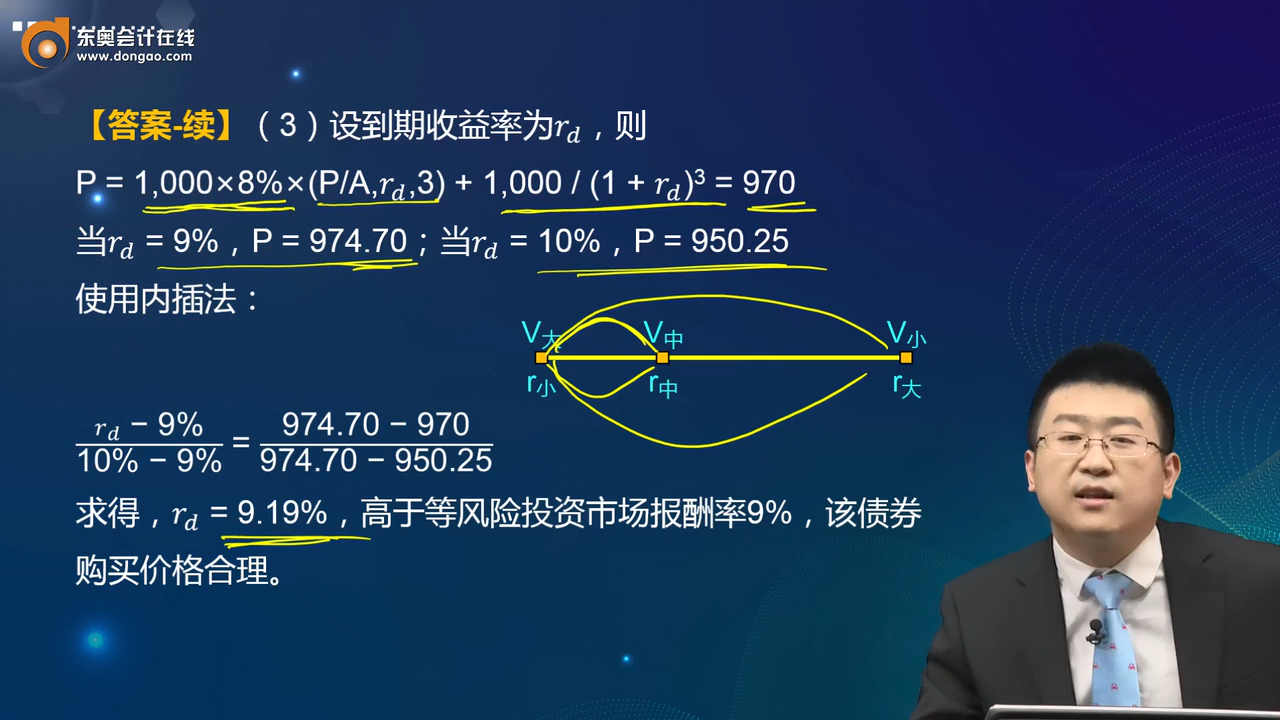 东奥会计在线
www.dongao.com
【答案-续】（3）设到期收益率为r_d，则
P = 1,000×8%×(P/A,r_d,3) + 1,000 / (1 + r_d)³ = 970
当r_d = 9%，P = 974.70；当r_d = 10%，P = 950.25
使用内插法：
V大 V中 V小
r小 r中 r大
r_d − 9% 974.70 − 970
=
10% − 9% 974.70 − 950.25
求得，r_d = 9.19%，高于等风险投资市场报酬率9%，该债券
购买价格合理。